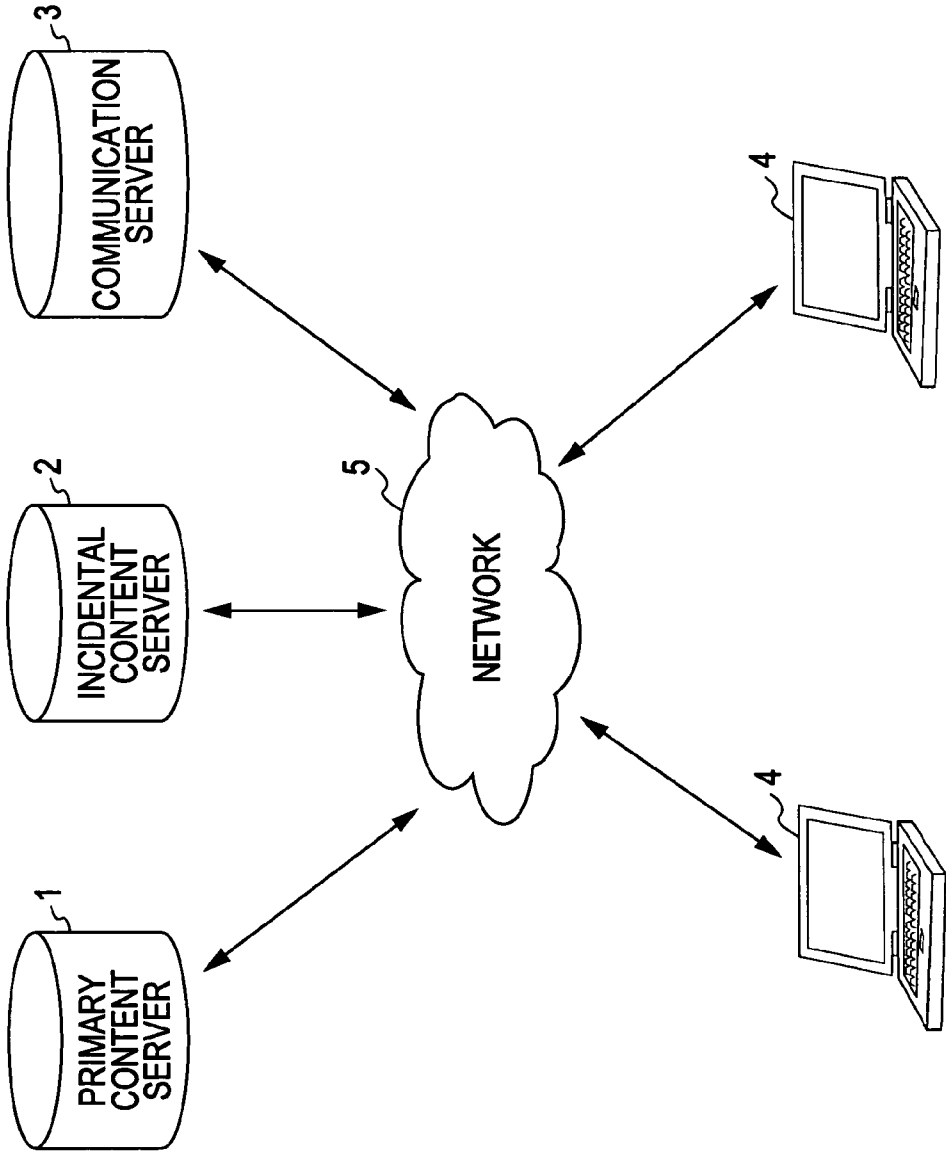 1
PRIMARY
CONTENT
SERVER
2
INCIDENTAL
CONTENT
SERVER
3
COMMUNICATION
SERVER
5
NETWORK
4
4